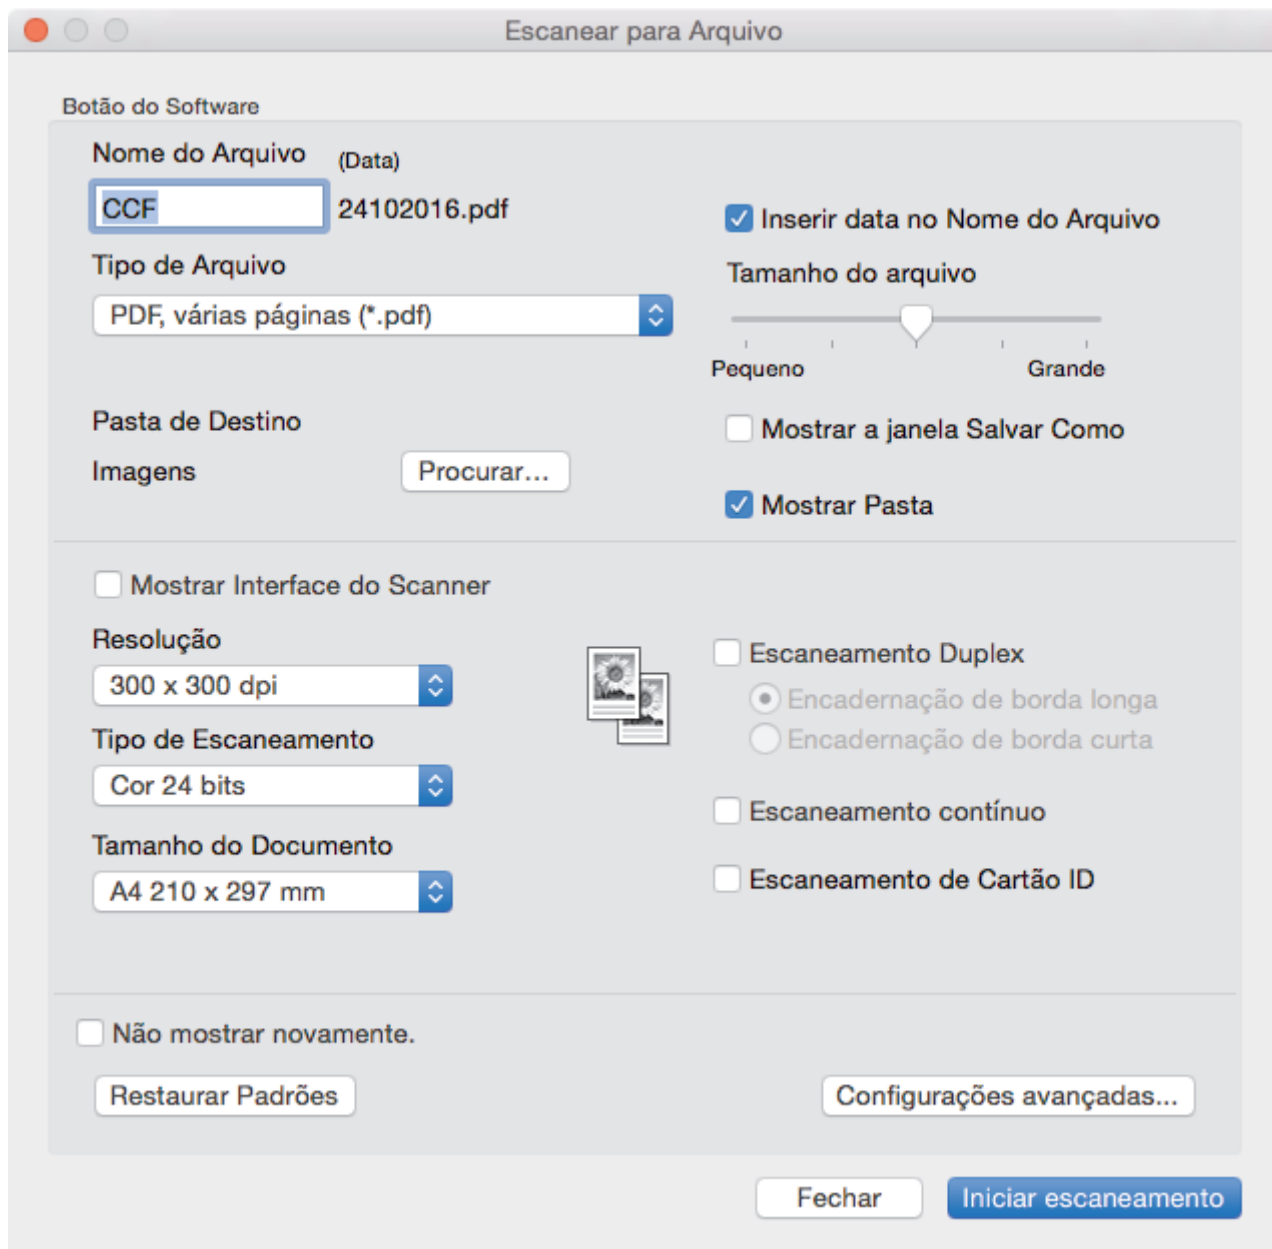 Escanear para Arquivo
Botão do Software
Nome do Arquivo (Data)
CCF 24102016.pdf
Inserir data no Nome do Arquivo
Tipo de Arquivo
PDF, várias páginas (*.pdf)
Tamanho do arquivo
Pequeno Grande
Pasta de Destino
Imagens Procurar...
Mostrar a janela Salvar Como
Mostrar Pasta
Mostrar Interface do Scanner
Resolução
300 x 300 dpi
Tipo de Escaneamento
Cor 24 bits
Tamanho do Documento
A4 210 x 297 mm
Escaneamento Duplex
Encadernação de borda longa
Encadernação de borda curta
Escaneamento contínuo
Escaneamento de Cartão ID
Não mostrar novamente.
Restaurar Padrões Configurações avançadas...
Fechar Iniciar escaneamento